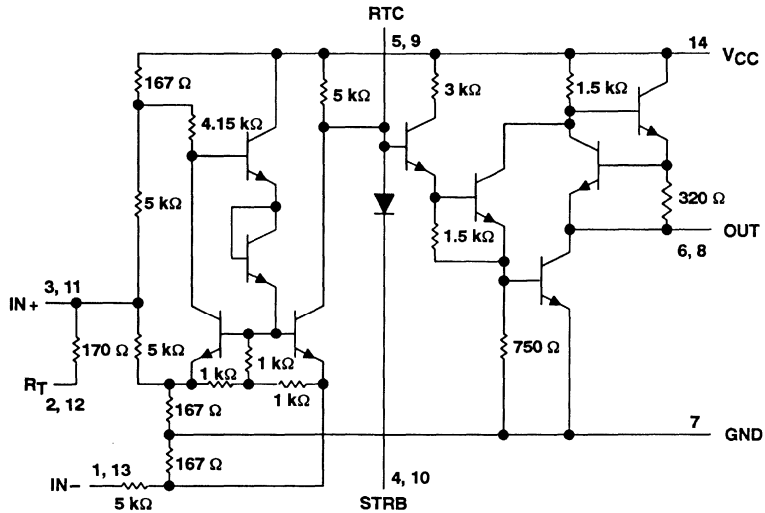 RTC
5, 9
14
VCC
167 Ω
5 kΩ
3 kΩ
1.5 kΩ
4.15 kΩ
5 kΩ
320 Ω
1.5 kΩ
OUT
6, 8
3, 11
IN+
170 Ω
5 kΩ
1 kΩ
750 Ω
RT
2, 12
1 kΩ
1 kΩ
167 Ω
7
GND
167 Ω
1, 13
IN−
5 kΩ
4, 10
STRB